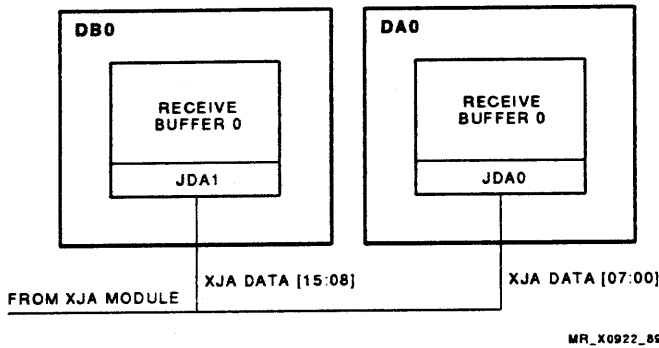 DB0
DA0
RECEIVE
BUFFER 0
RECEIVE
BUFFER 0
JDA1
JDA0
XJA DATA [15:08]
XJA DATA [07:00]
FROM XJA MODULE
MR_X0922_89